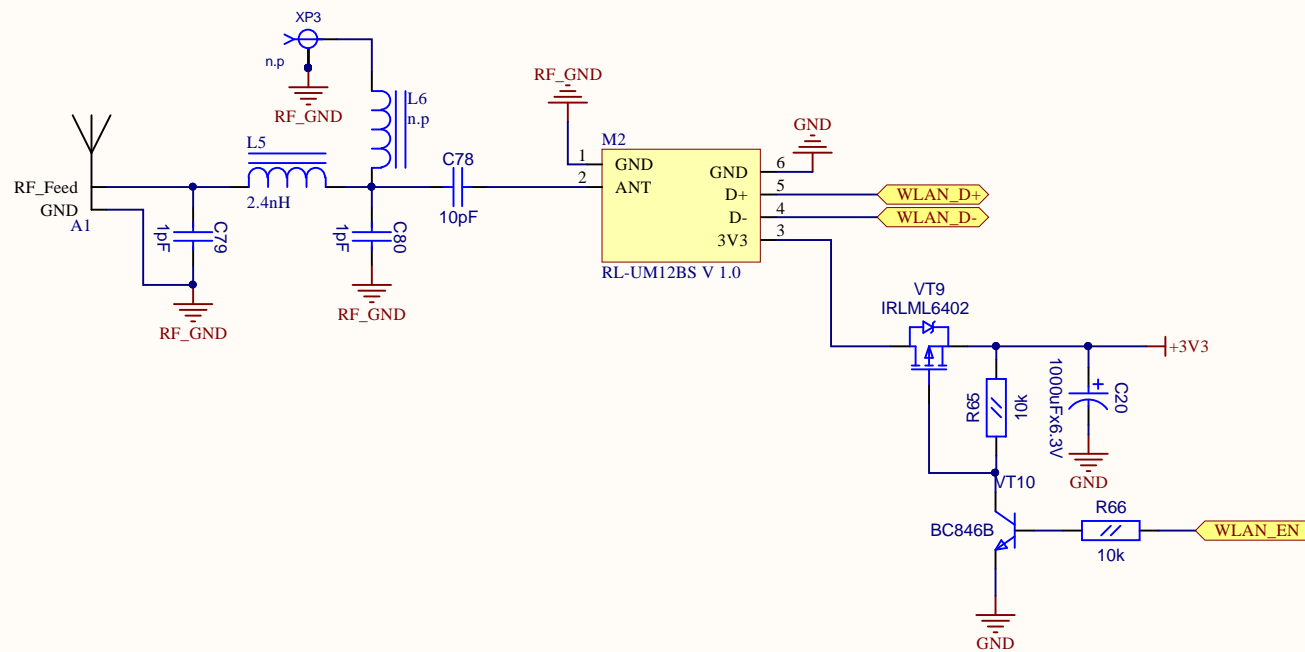 XP3
n.p
RF_GND
L6
n.p
RF_GND
GND
L5
2.4nH
C78
10pF
M2
1
GND
2
ANT
GND
6
D+
5
D-
4
3V3
3
RL-UM12BS V 1.0
WLAN_D+
WLAN_D-
RF_Feed
GND
A1
1pF
C79
RF_GND
1pF
C80
RF_GND
VT9
IRLML6402
+3V3
R65
10k
1000uFx6.3V
+
C20
GND
VT10
BC846B
R66
10k
WLAN_EN
GND